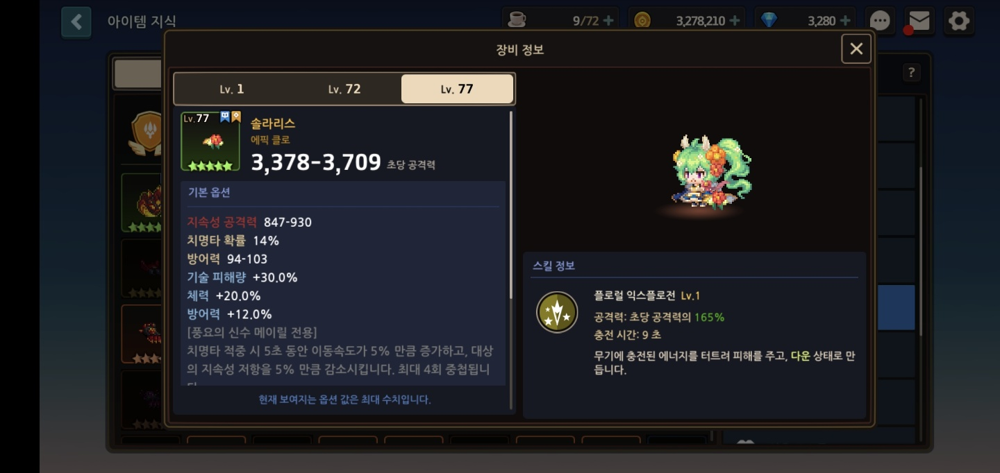 아이템 지식
9/72
3,278,210
3,280
장비 정보
?
Lv. 1
Lv. 72
Lv. 77
Lv.77
솔라리스
에픽 클로
3,378-3,709 초당 공격력
기본 옵션
지속성 공격력 847-930
치명타 확률 14%
방어력 94-103
기술 피해량 +30.0%
체력 +20.0%
방어력 +12.0%
[풍요의 신수 메이릴 전용]
치명타 적중 시 5초 동안 이동속도가 5% 만큼 증가하고, 대상
의 지속성 저항을 5% 만큼 감소시킵니다. 최대 4회 중첩됩니
현재 보여지는 옵션 값은 최대 수치입니다.
스킬 정보
플로럴 익스플로전 Lv.1
공격력: 초당 공격력의 165%
충전 시간: 9 초
무기에 충전된 에너지를 터트려 피해를 주고, 다운 상태로 만
듭니다.